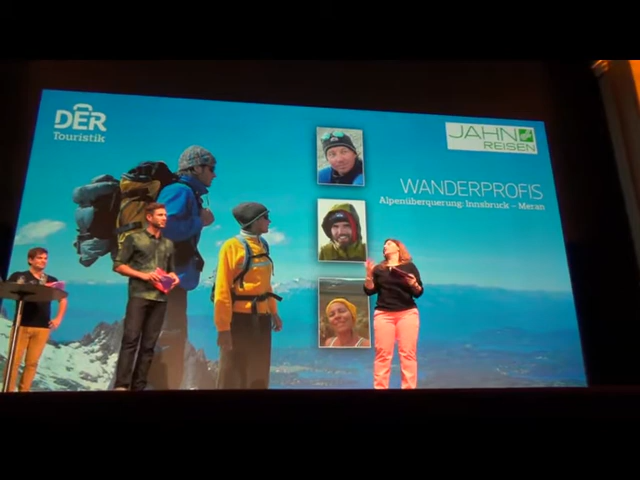 DER
Touristik
JAHN
REISEN
WANDERPROFIS
Alpenüberquerung: Innsbruck – Meran